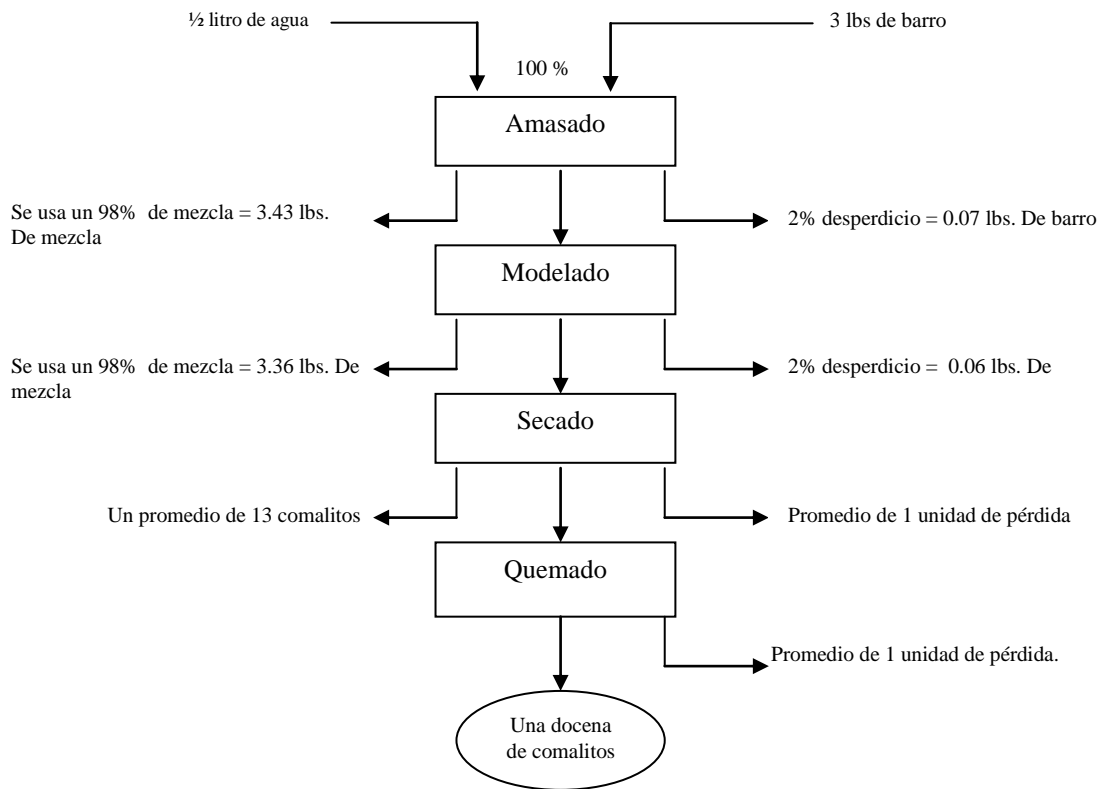 ½ litro de agua
3 lbs de barro
100 %
Amasado
Se usa un 98% de mezcla = 3.43 lbs.
De mezcla
2% desperdicio = 0.07 lbs. De barro
Modelado
Se usa un 98% de mezcla = 3.36 lbs. De
mezcla
2% desperdicio = 0.06 lbs. De
Secado
Un promedio de 13 comalitos
Promedio de 1 unidad de pérdida
Quemado
Promedio de 1 unidad de pérdida.
Una docena
de comalitos